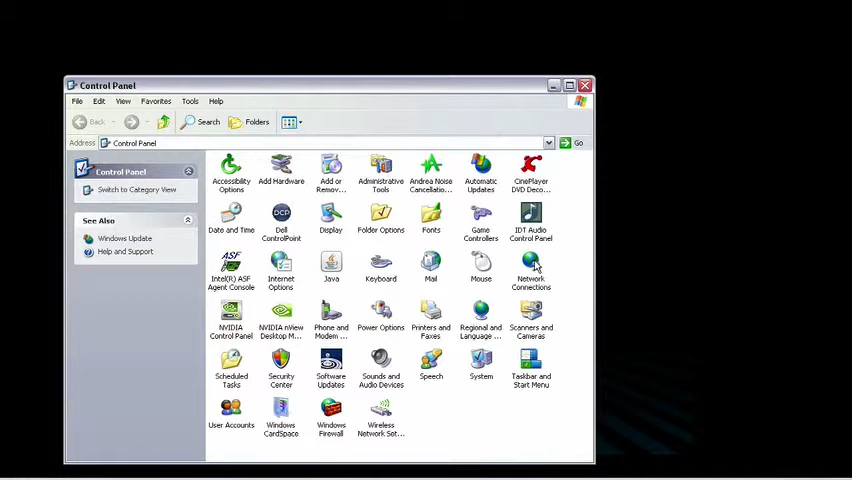 Control Panel
File Edit View Favorites Tools Help
Back Search Folders
Address Control Panel Go
Control Panel
Switch to Category View
See Also
Windows Update
Help and Support
Accessibility Options
Add Hardware
Add or Remov...
Administrative Tools
Andrea Noise Cancellatio...
Automatic Updates
CinePlayer DVD Deco...
Date and Time
Dell ControlPoint
Display
Folder Options
Fonts
Game Controllers
IDT Audio Control Panel
Intel(R) ASF Agent Console
Internet Options
Java
Keyboard
Mail
Mouse
Network Connections
NVIDIA Control Panel
NVIDIA nView Desktop M...
Phone and Modem ...
Power Options
Printers and Faxes
Regional and Language ...
Scanners and Cameras
Scheduled Tasks
Security Center
Software Updates
Sounds and Audio Devices
Speech
System
Taskbar and Start Menu
User Accounts
Windows CardSpace
Windows Firewall
Wireless Network Set...
DCP
ASF